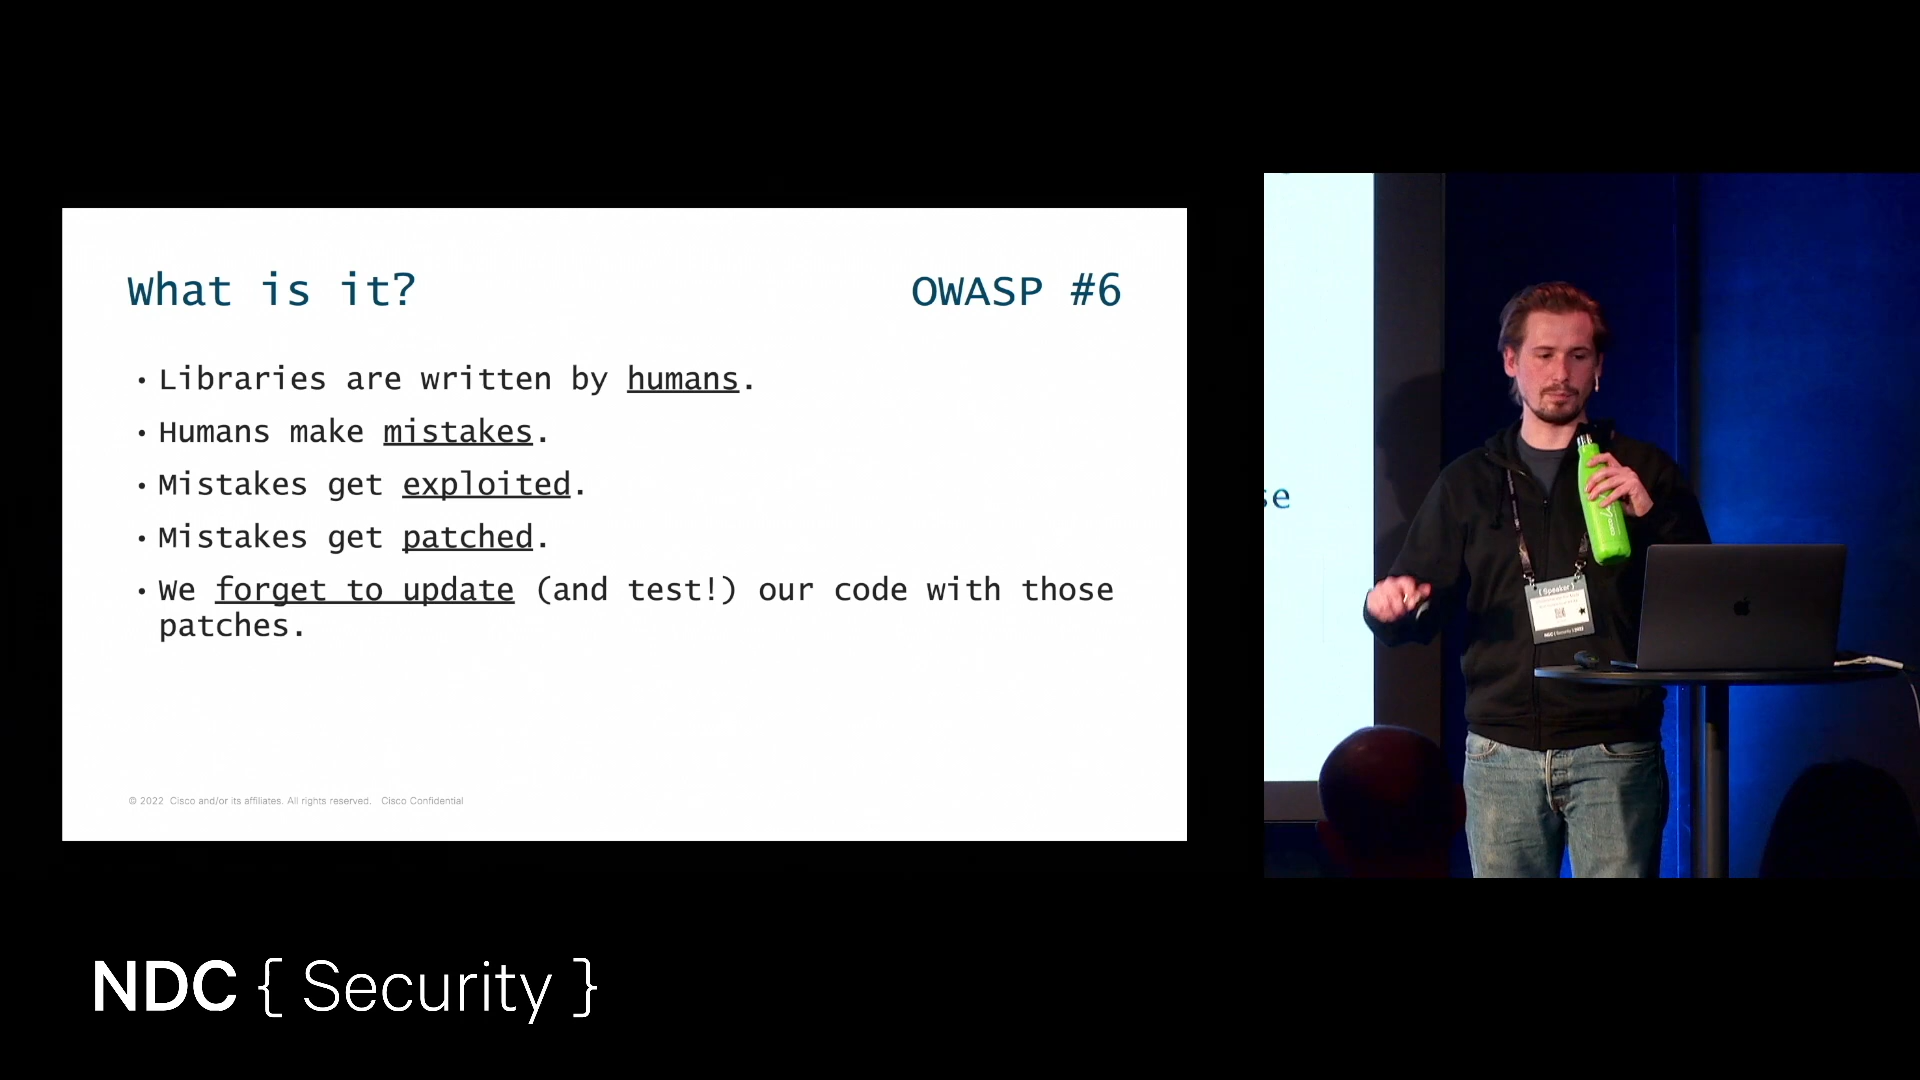 What is it?
OWASP #6
• Libraries are written by humans.
• Humans make mistakes.
• Mistakes get exploited.
• Mistakes get patched.
• We forget to update (and test!) our code with those
patches.
© 2022 Cisco and/or its affiliates. All rights reserved. Cisco Confidential
se
{ Speaker }
NDC { Security }